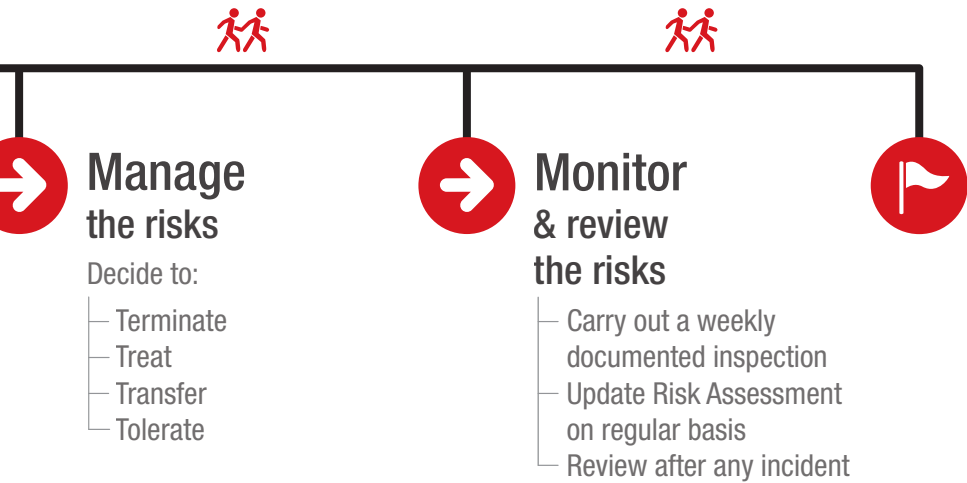 Manage
the risks
Decide to:
Terminate
Treat
Transfer
Tolerate
Monitor
& review
the risks
Carry out a weekly
documented inspection
Update Risk Assessment
on regular basis
Review after any incident